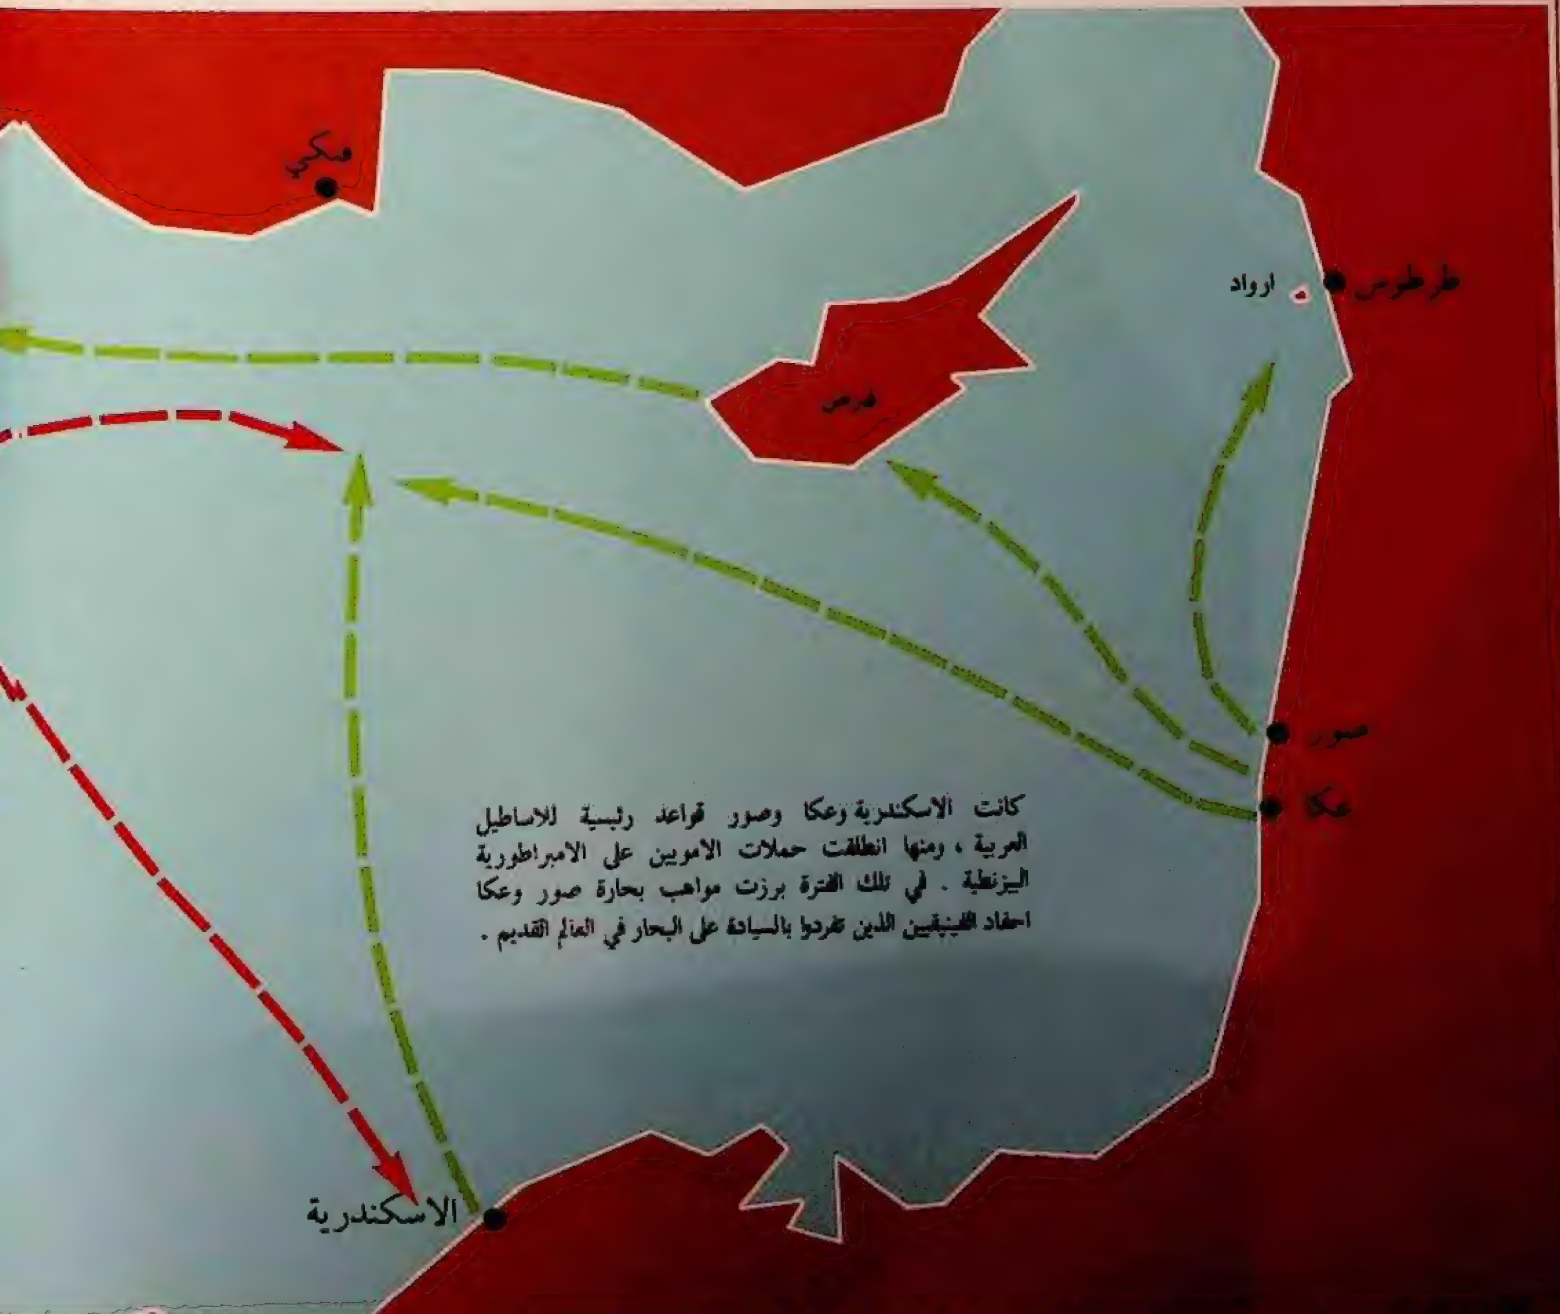 فنيكي
ارواد
طرطوس
قبرص
صور
عكا
كانت الاسكندرية وعكا وصور قواعد رئيسية للاساطيل
العربية ، ومنها انطلقت حملات الامويين على الامبراطورية
البيزنطية . في تلك الفترة برزت مواهب بحارة صور وعكا
احفاد الفينيقيين الذين تفردوا بالسيادة على البحار في العالم القديم .
الاسكندرية